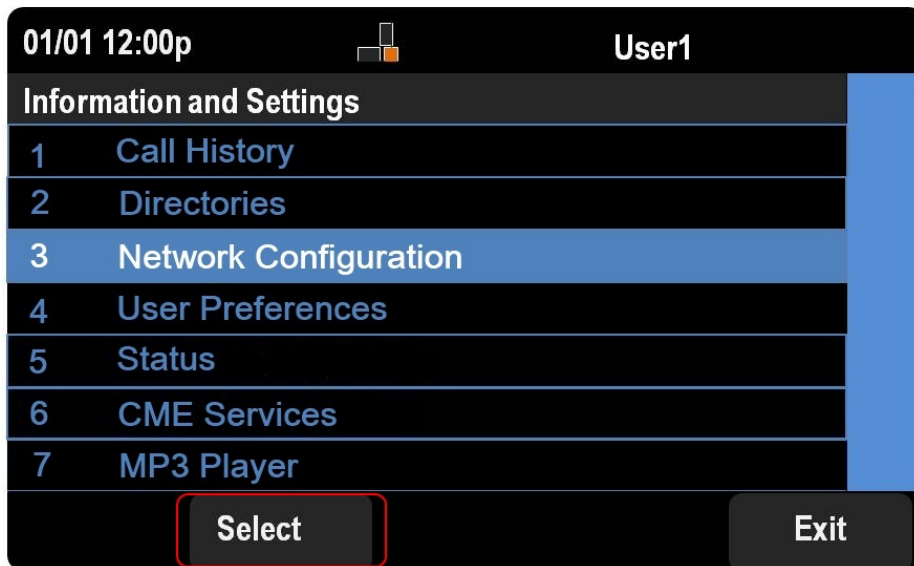 01/01 12:00p User1
Information and Settings
1 Call History
2 Directories
3 Network Configuration
4 User Preferences
5 Status
6 CME Services
7 MP3 Player
Select Exit